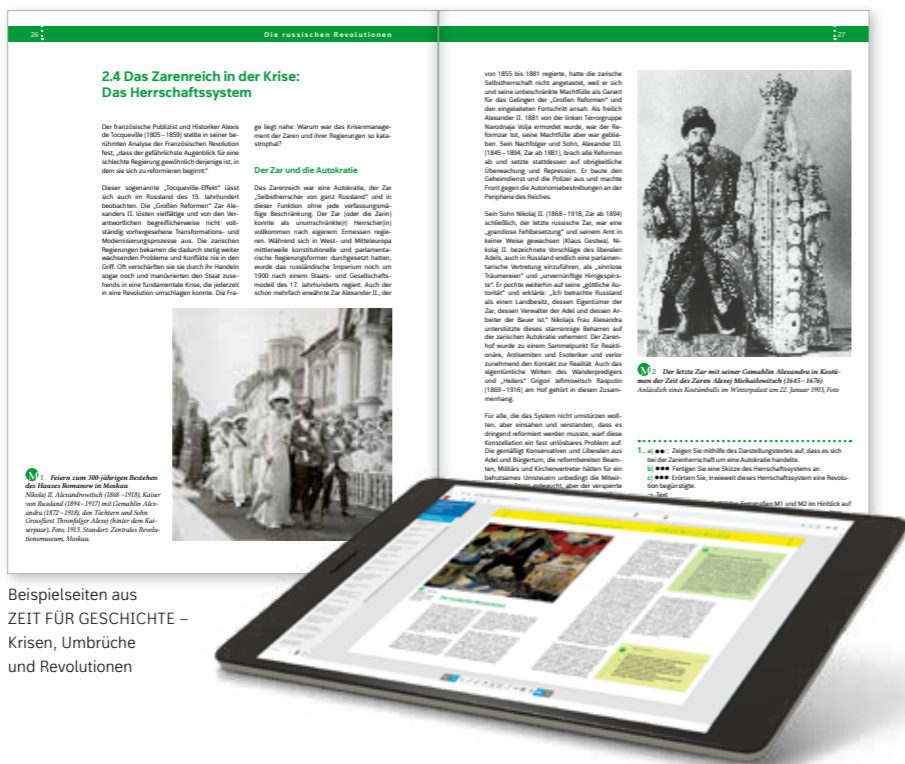 26
Die russischen Revolutionen
27
2.4 Das Zarenreich in der Krise:
Das Herrschaftssystem
Der französische Publizist und Historiker Alexis
de Tocqueville (1805–1859) stellte in seiner be-
rühmten Analyse der Französischen Revolution
fest, „dass der gefährlichste Augenblick für eine
schlechte Regierung gewöhnlich derjenige ist, in
dem sie sich zu reformieren beginnt.“
Dieser sogenannte „Tocqueville-Effekt“ lässt
sich auch im Russland des 19. Jahrhundert
beobachten. Die „Großen Reformen“ Zar Ale-
xanders II. lösten vielfältige und von den Ver-
antwortlichen begreiflicherweise nicht voll-
ständig vorhergesehene Transformations- und
Modernisierungsprozesse aus. Die zarischen
Regierungen bekamen die dadurch stetig weiter
wachsenden Probleme und Konflikte nie in den
Griff. Oft verschärften sie sie durch ihr Handeln
sogar noch und manövrierten den Staat zuse-
hends in eine fundamentale Krise, die jederzeit
in eine Revolution umschlagen konnte. Die Fra-
ge liegt nahe: Warum war das Krisenmanage-
ment der Zaren und ihrer Regierungen so kata-
strophal?
Der Zar und die Autokratie
Das Zarenreich war eine Autokratie, der Zar
„Selbstherrscher von ganz Russland“ und in
dieser Funktion ohne jede verfassungsmä-
ßige Beschränkung. Der Zar (oder die Zarin)
konnte als unumschränkte(r) Herrscher(in)
vollkommen nach eigenem Ermessen regie-
ren. Während sich in West- und Mitteleuropa
mittlerweile konstitutionelle und parlamenta-
rische Regierungsformen durchgesetzt hatten,
wurde das russländische Imperium noch um
1900 nach einem Staats- und Gesellschafts-
modell des 17. Jahrhunderts regiert. Auch der
schon mehrfach erwähnte Zar Alexander II., der
M 1 Feiern zum 300-jährigen Bestehen
des Hauses Romanow in Moskau
Nikolaj II. Alexandrowitsch (1868–1918), Kaiser
von Russland (1894–1917) mit Gemahlin Alex-
andra (1872–1918), den Töchtern und Sohn
Grossfürst Thronfolger Alexej (hinter dem Kai-
serpaar), Foto, 1913. Standort: Zentrales Revolu-
tionsmuseum, Moskau.
von 1855 bis 1881 regierte, hatte die zarische
Selbstherrschaft nicht angetastet, weil er sich
und seine unbeschränkte Machtfülle als Garant
für das Gelingen der „Großen Reformen“ und
den eingeleiteten Fortschritt ansah. Als freilich
Alexander II. 1881 von der linken Terrorgruppe
Narodnaja Volja ermordet wurde, war der Re-
formzar tot, seine Machtfülle aber war geblie-
ben. Sein Nachfolger und Sohn, Alexander III.
(1845–1894, Zar ab 1881), brach alle Reformen
ab und setzte stattdessen auf obrigkeitliche
Überwachung und Repression. Er baute den
Geheimdienst und die Polizei aus und machte
Front gegen die Autonomiebestrebungen an der
Peripherie des Reiches.
Sein Sohn Nikolaj II. (1868–1918, Zar ab 1894)
schließlich, der letzte russische Zar, war eine
„grandiose Fehlbesetzung“ und seinem Amt in
keiner Weise gewachsen (Klaus Gestwa). Ni-
kolaj II. bezeichnete Vorschläge des liberalen
Adels, auch in Russland endlich eine parlamen-
tarische Vertretung einzuführen, als „sinnlose
Träumereien“ und „unvernünftige Hirngespins-
te“. Er pochte weiterhin auf seine „göttliche Au-
torität“ und erklärte: „Ich betrachte Russland
als einen Landbesitz, dessen Eigentümer der
Zar, dessen Verwalter der Adel und dessen Ar-
beiter der Bauer ist.“ Nikolajs Frau Alexandra
unterstützte dieses starrsinnige Beharren auf
der zarischen Autokratie vehement. Der Zaren-
hof wurde zu einem Sammelpunkt für Reakti-
onäre, Antisemiten und Esoteriker und verlor
zunehmend den Kontakt zur Realität. Auch das
eigentümliche Wirken des Wanderpredigers
und „Heilers“ Grigori Jefimowitsch Rasputin
(1869–1916) am Hof gehört in diesen Zusam-
menhang.
Für alle, die das System nicht umstürzen woll-
ten, aber einsahen und verstanden, dass es
dringend reformiert werden musste, warf diese
Konstellation ein fast unlösbares Problem auf:
Die gemäßigt Konservativen und Liberalen aus
Adel und Bürgertum, die reformbereiten Beam-
ten, Militärs und Kirchenvertreter hätten für ein
behutsames Umsteuern unbedingt die Mitwir-
gebraucht, aber der versperrte
M 2 Der letzte Zar mit seiner Gemahlin Alexandra in Kostü-
men der Zeit des Zaren Alexej Michailowitsch (1645–1676)
Anlässlich eines Kostümballs im Winterpalast am 22. Januar 1903, Foto
1. a) Zeigen Sie mithilfe des Darstellungstextes auf, dass es sich
bei der Zarenherrschaft um eine Autokratie handelte.
b) Fertigen Sie eine Skizze des Herrschaftssystems an.
c) Erörtern Sie, inwieweit dieses Herrschaftssystem eine Revolu-
tion begünstigte.
→ Text
Fotografien M1 und M2 im Hinblick auf
Beispielseiten aus
ZEIT FÜR GESCHICHTE –
Krisen, Umbrüche
und Revolutionen